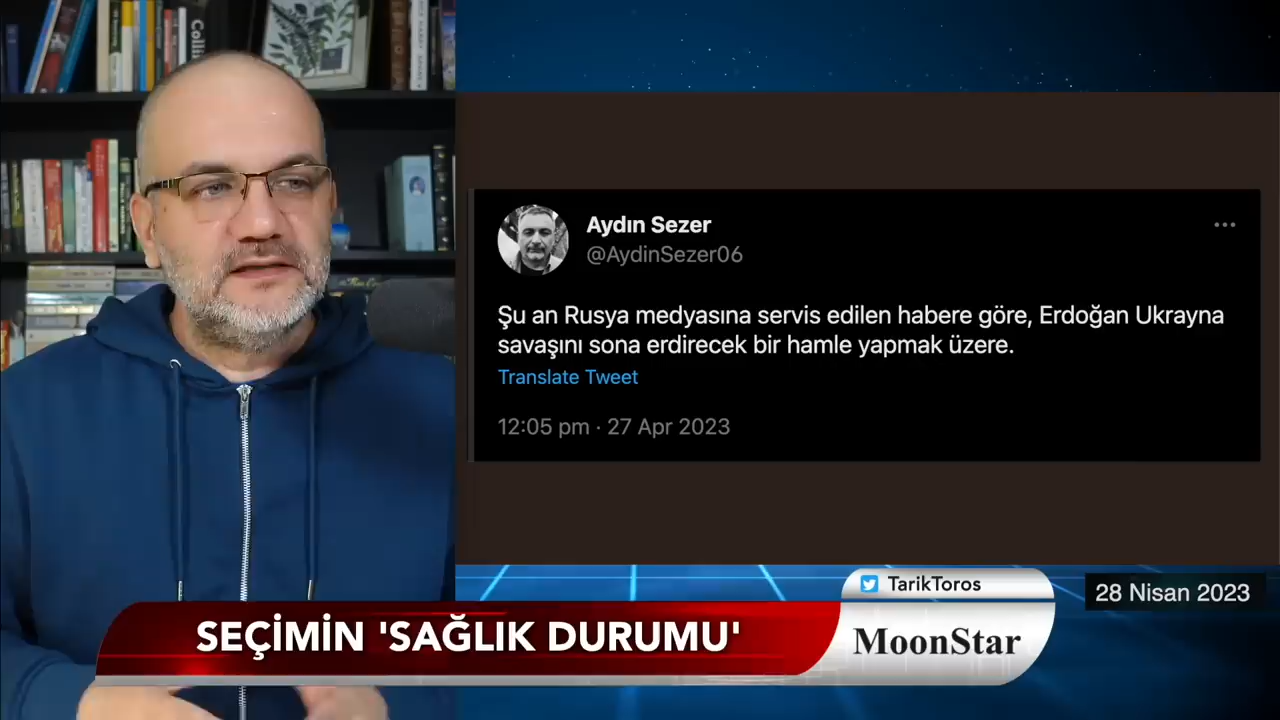 Colli
Aydın Sezer
@AydinSezer06
Şu an Rusya medyasına servis edilen habere göre, Erdoğan Ukrayna
savaşını sona erdirecek bir hamle yapmak üzere.
Translate Tweet
12:05 pm · 27 Apr 2023
TarikToros
28 Nisan 2023
SEÇİMİN 'SAĞLIK DURUMU'
MoonStar